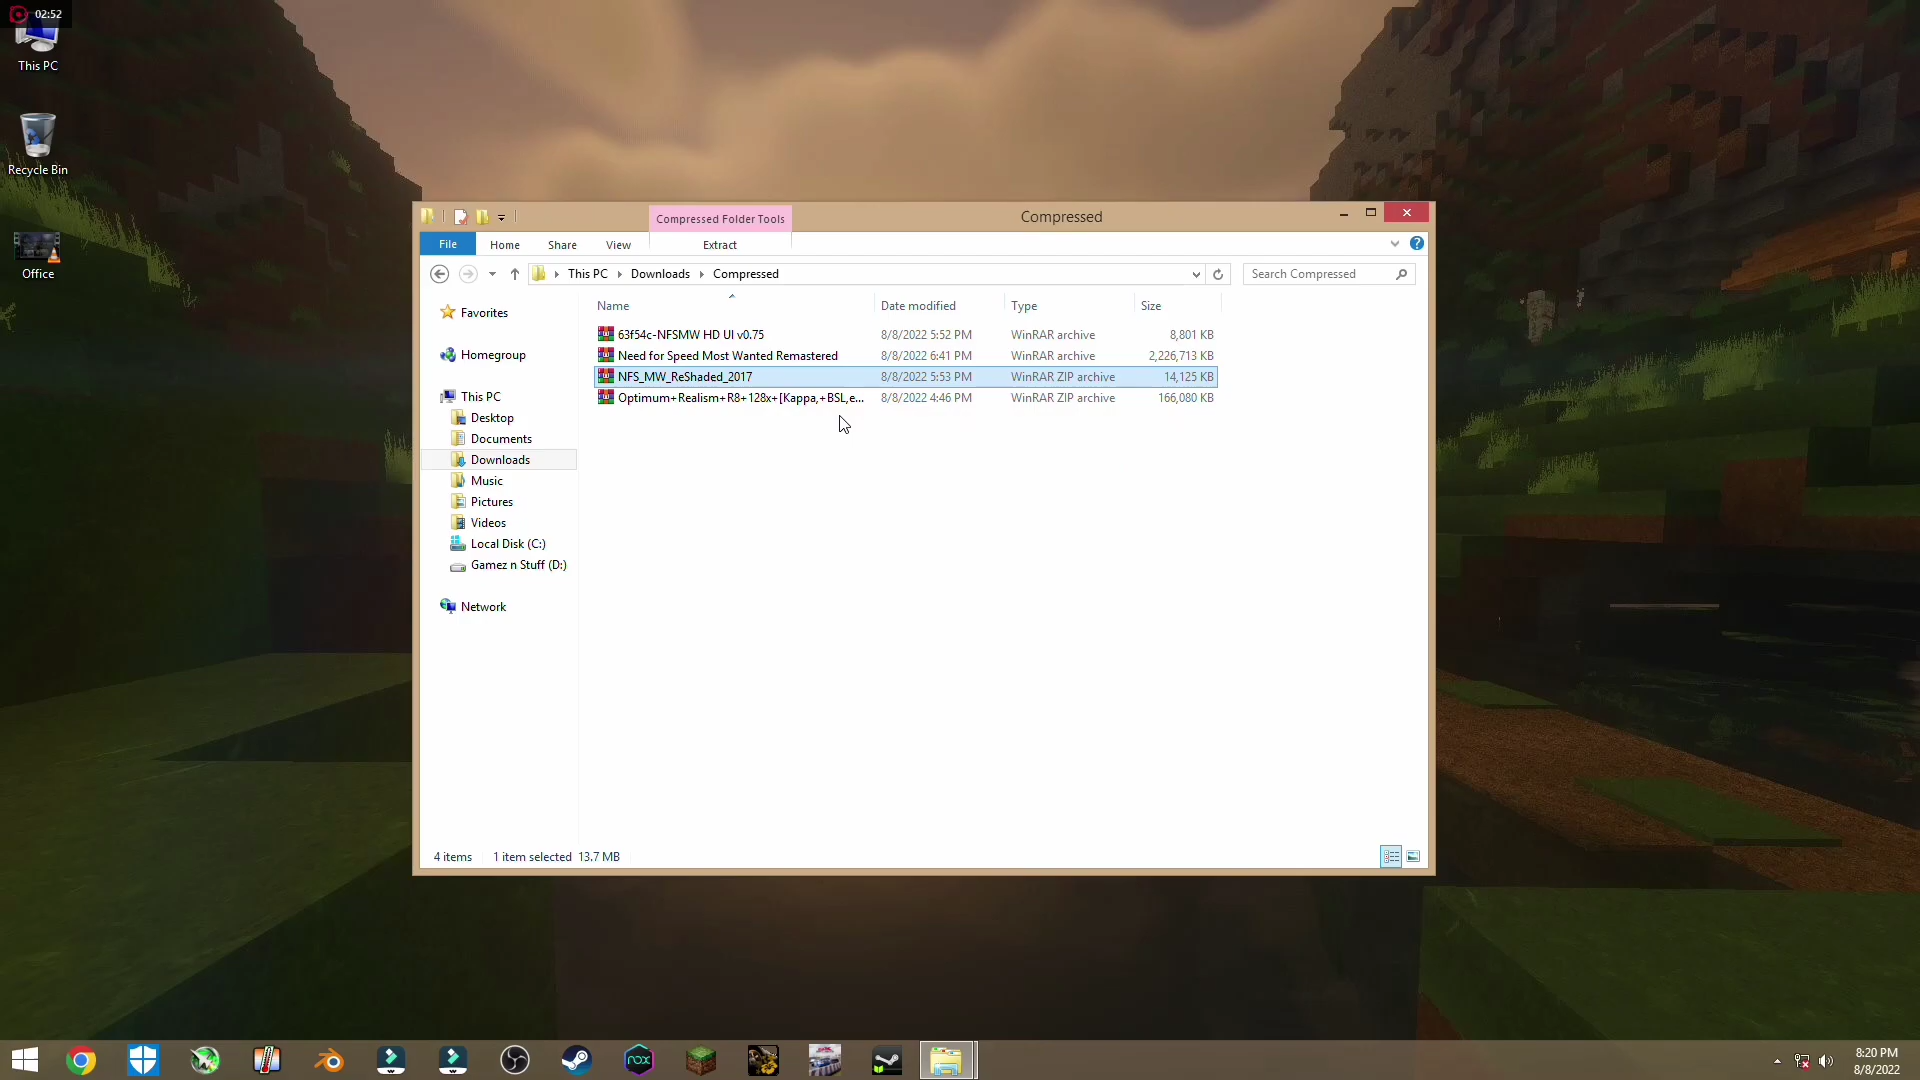 02:52
This PC
Recycle Bin
Office
Compressed Folder Tools
Compressed
File Home Share View Extract
This PC Downloads Compressed
Search Compressed
Name Date modified Type Size
63f54c-NFSMW HD UI v0.75 8/8/2022 5:52 PM WinRAR archive 8,801 KB
Need for Speed Most Wanted Remastered 8/8/2022 6:41 PM WinRAR archive 2,226,713 KB
NFS_MW_ReShaded_2017 8/8/2022 5:53 PM WinRAR ZIP archive 14,125 KB
Optimum+Realism+R8+128x+[Kappa,+BSL,e... 8/8/2022 4:46 PM WinRAR ZIP archive 166,080 KB
Favorites
Homegroup
This PC
Desktop
Documents
Downloads
Music
Pictures
Videos
Local Disk (C:)
Gamez n Stuff (D:)
Network
4 items 1 item selected 13.7 MB
nox
8:20 PM
8/8/2022